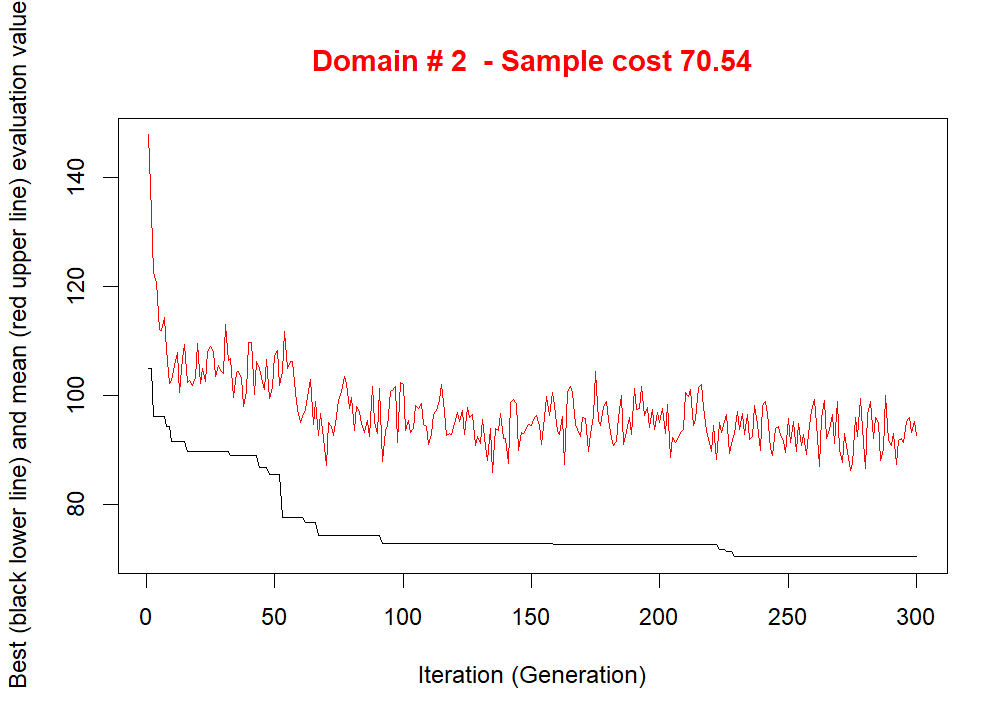 Domain # 2  - Sample cost 70.54
Best (black lower line) and mean (red upper line) evaluation value
140
120
100
80
0 50 100 150 200 250 300
Iteration (Generation)